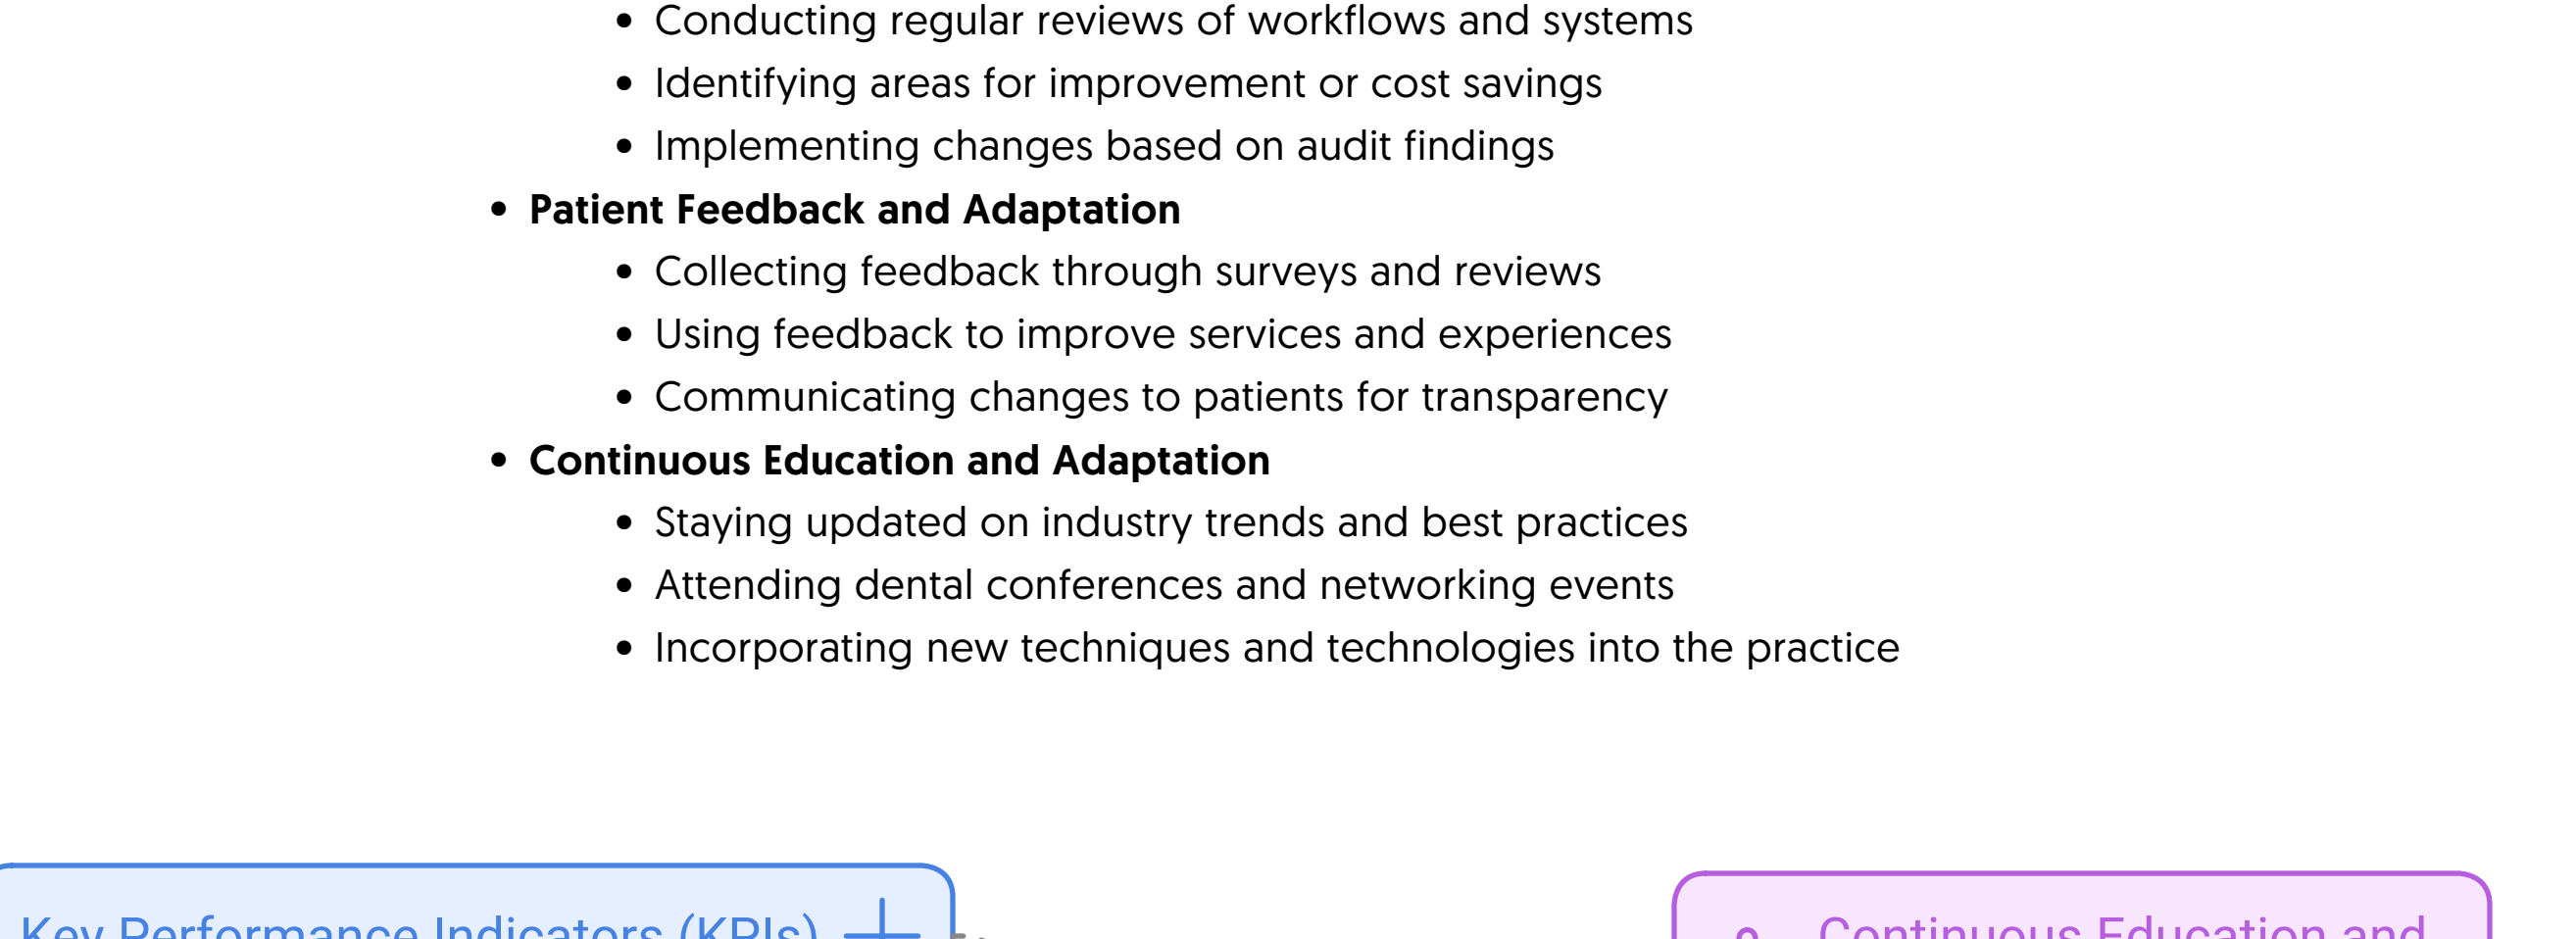 • Conducting regular reviews of workflows and systems
• Identifying areas for improvement or cost savings
• Implementing changes based on audit findings
• Patient Feedback and Adaptation
• Collecting feedback through surveys and reviews
• Using feedback to improve services and experiences
• Communicating changes to patients for transparency
• Continuous Education and Adaptation
• Staying updated on industry trends and best practices
• Attending dental conferences and networking events
• Incorporating new techniques and technologies into the practice
Key Performance Indicators (KPIs)
Continuous Education and